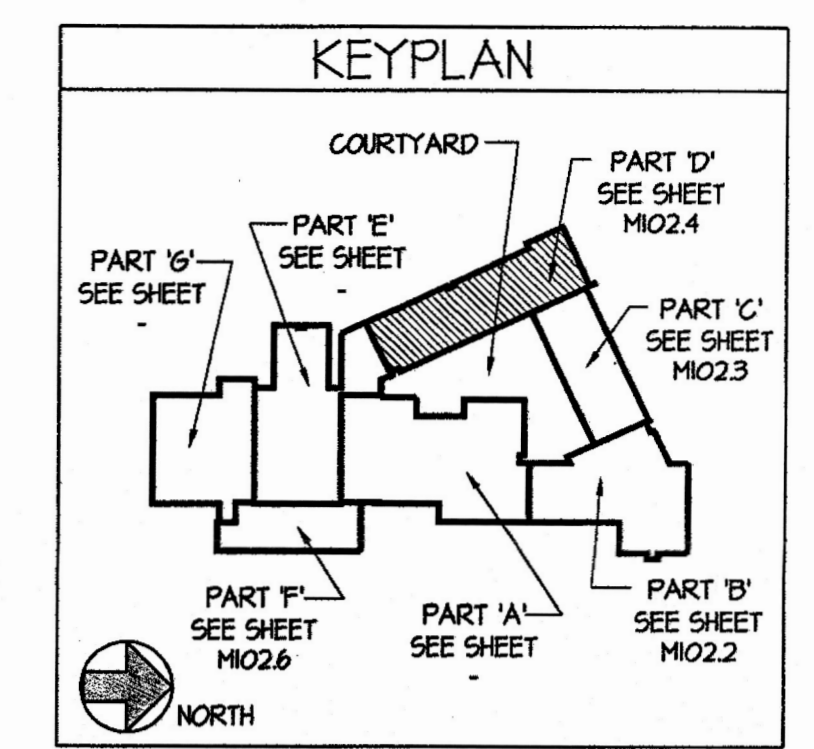 KEYPLAN
COURTYARD
PART 'D'
SEE SHEET
M102.4
PART 'E'
SEE SHEET
-
PART 'G'
SEE SHEET
-
PART 'C'
SEE SHEET
M102.3
PART 'F'
SEE SHEET
M102.6
PART 'A'
SEE SHEET
-
PART 'B'
SEE SHEET
M102.2
NORTH